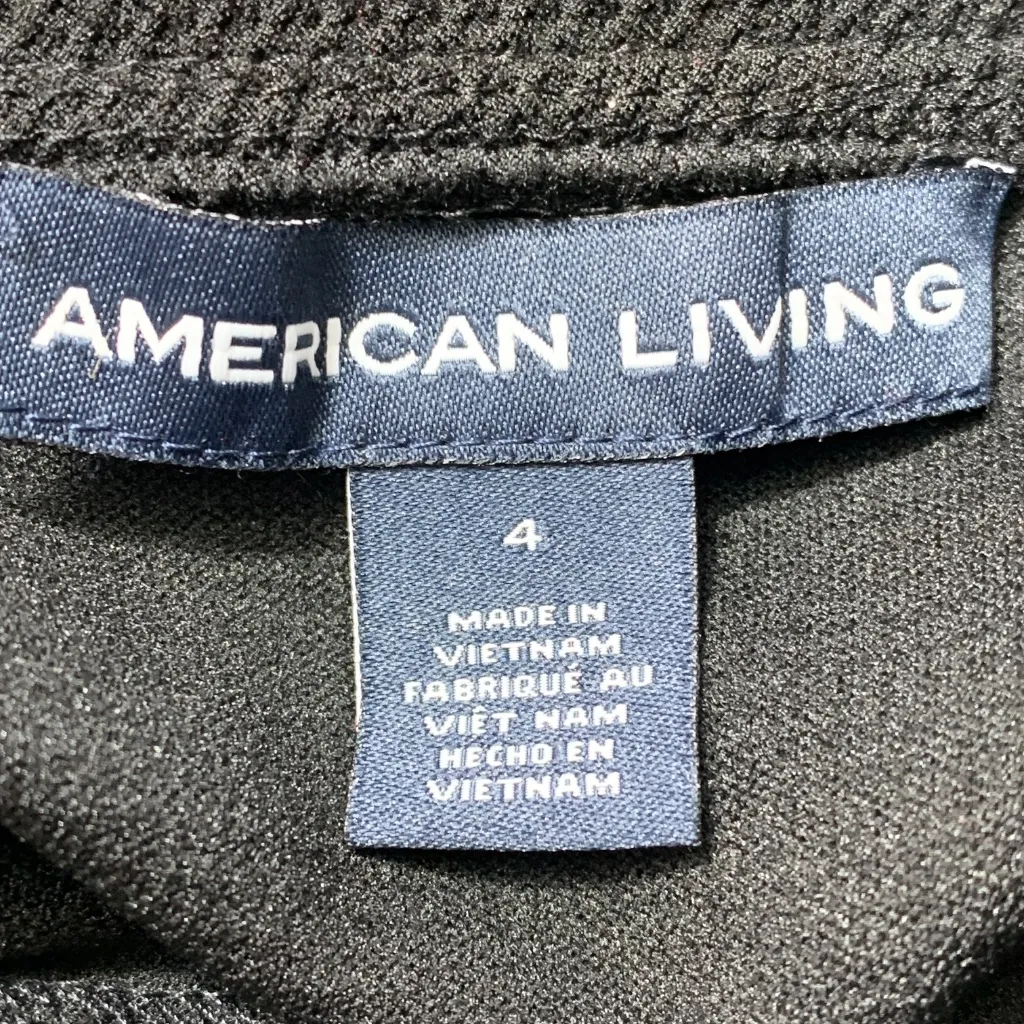 AMERICAN LIVING
4
MADE IN
VIETNAM
FABRIQUÉ AU
VIÊT NAM
HECHO EN
VIETNAM